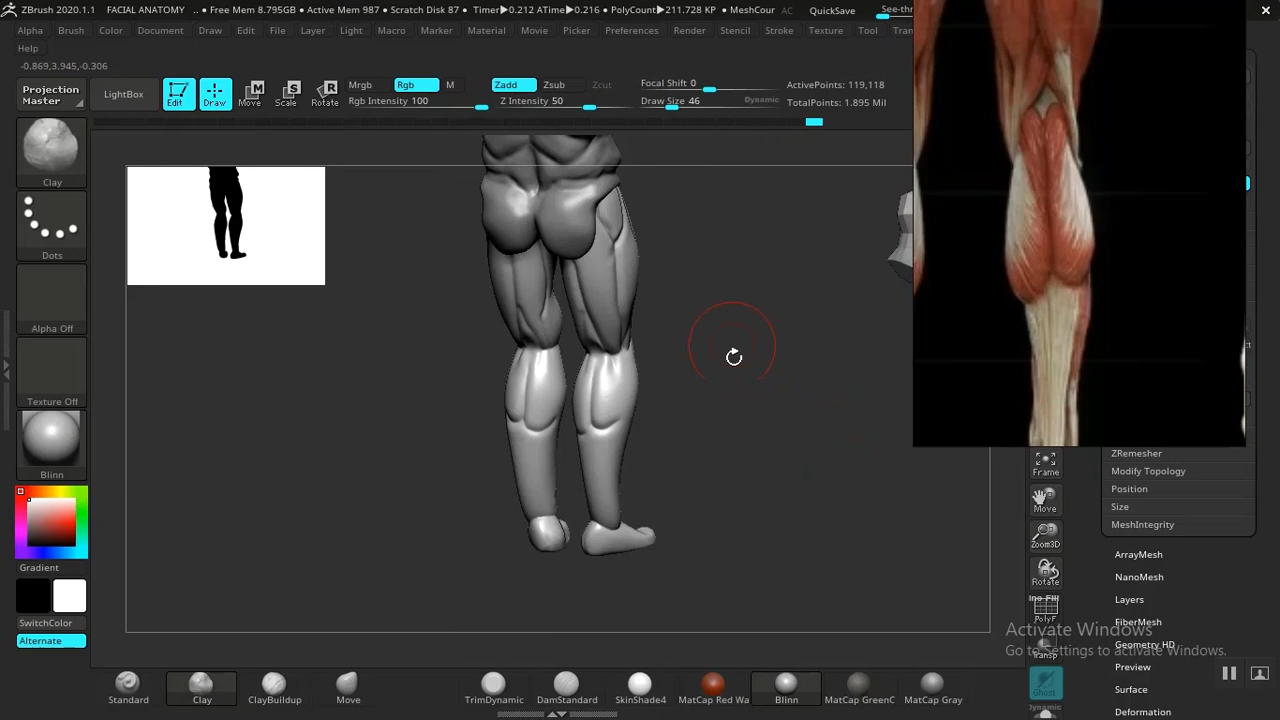 ZBrush 2020.1.1 FACIAL ANATOMY .. • Free Mem 8.795GB • Active Mem 987 • Scratch Disk 87 • Timer▸0.212 ATime▸0.216 • PolyCount▸211.728 KP • MeshCour AC QuickSave See-thr
Alpha Brush Color Document Draw Edit File Layer Light Macro Marker Material Movie Picker Preferences Render Stencil Stroke Texture Tool Tran
Help
-0.869,3.945,-0.306
Projection Master
LightBox
Edit Draw Move Scale Rotate
Mrgb Rgb M
Rgb Intensity 100
Zadd Zsub Zcut
Z Intensity 50
Focal Shift 0
Draw Size 46 Dynamic
ActivePoints: 119,118
TotalPoints: 1.895 Mil
Clay
Dots
Alpha Off
Texture Off
Blinn
Gradient
SwitchColor
Alternate
Frame
Move
Zoom3D
Rotate
PolyF
Transp
Ghost
Dynamic
ZRemesher
Modify Topology
Position
Size
MeshIntegrity
ArrayMesh
NanoMesh
Layers
FiberMesh
Geometry HD
Preview
Surface
Deformation
Activate Windows
Go to Settings to activate Windows.
Standard Clay ClayBuildup Move TrimDynamic DamStandard SkinShade4 MatCap Red Wa Blinn MatCap GreenC MatCap Gray